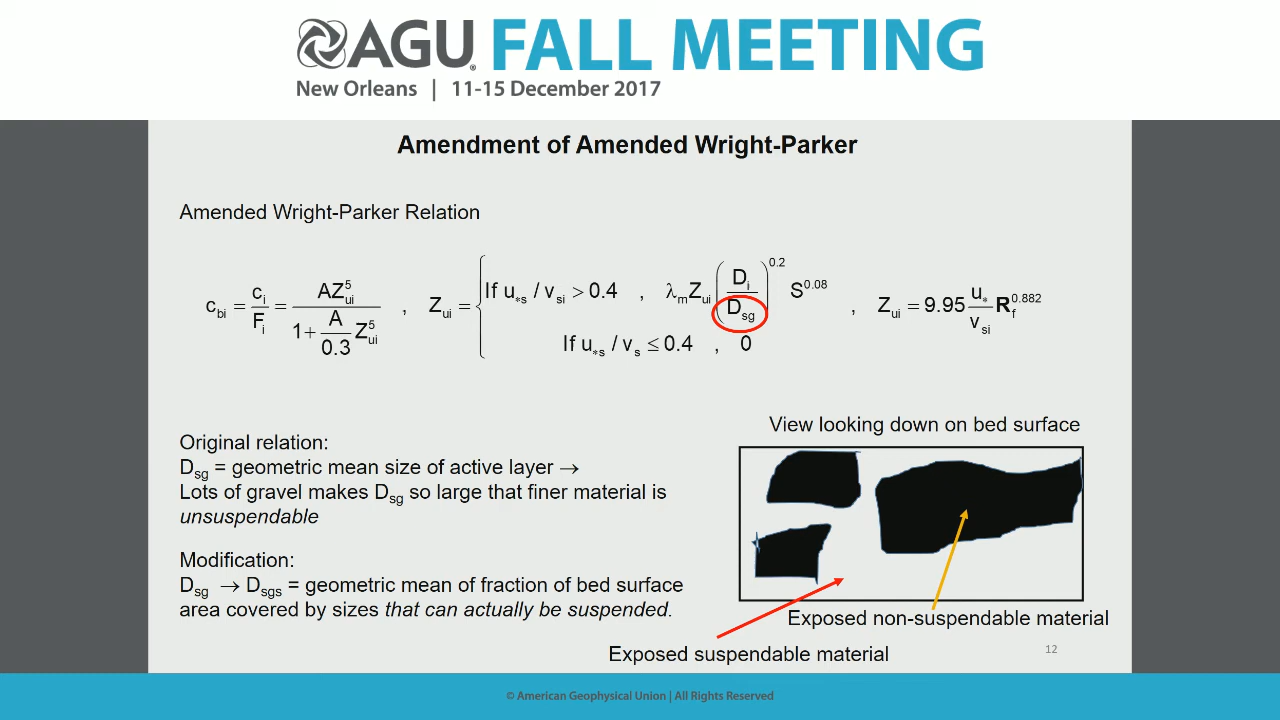 AGU FALL MEETING
New Orleans | 11-15 December 2017
Amendment of Amended Wright-Parker
Amended Wright-Parker Relation
c_bi = c_i / F_i = AZ_ui^5 / (1 + (A / 0.3) Z_ui^5) , Z_ui = { If u_*s / v_si > 0.4 , λ_m Z_ui (D_i / D_sg)^0.2 S^0.08 , Z_ui = 9.95 (u_* / v_si) R_f^0.882
If u_*s / v_s ≤ 0.4 , 0
View looking down on bed surface
Original relation:
D_sg = geometric mean size of active layer →
Lots of gravel makes D_sg so large that finer material is
unsuspendable
Modification:
D_sg → D_sgs = geometric mean of fraction of bed surface
area covered by sizes that can actually be suspended.
Exposed non-suspendable material
Exposed suspendable material
12
© American Geophysical Union | All Rights Reserved